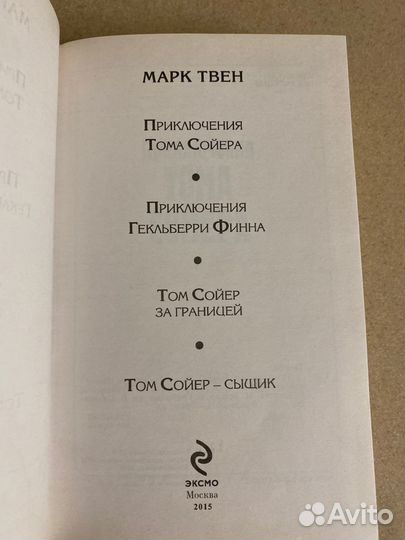 МАРК ТВЕН
ПРИКЛЮЧЕНИЯ
ТОМА СОЙЕРА
•
ПРИКЛЮЧЕНИЯ
ГЕКЛЬБЕРРИ ФИННА
•
ТОМ СОЙЕР
ЗА ГРАНИЦЕЙ
•
ТОМ СОЙЕР – СЫЩИК
ЭКСМО
Москва
2015
Avito